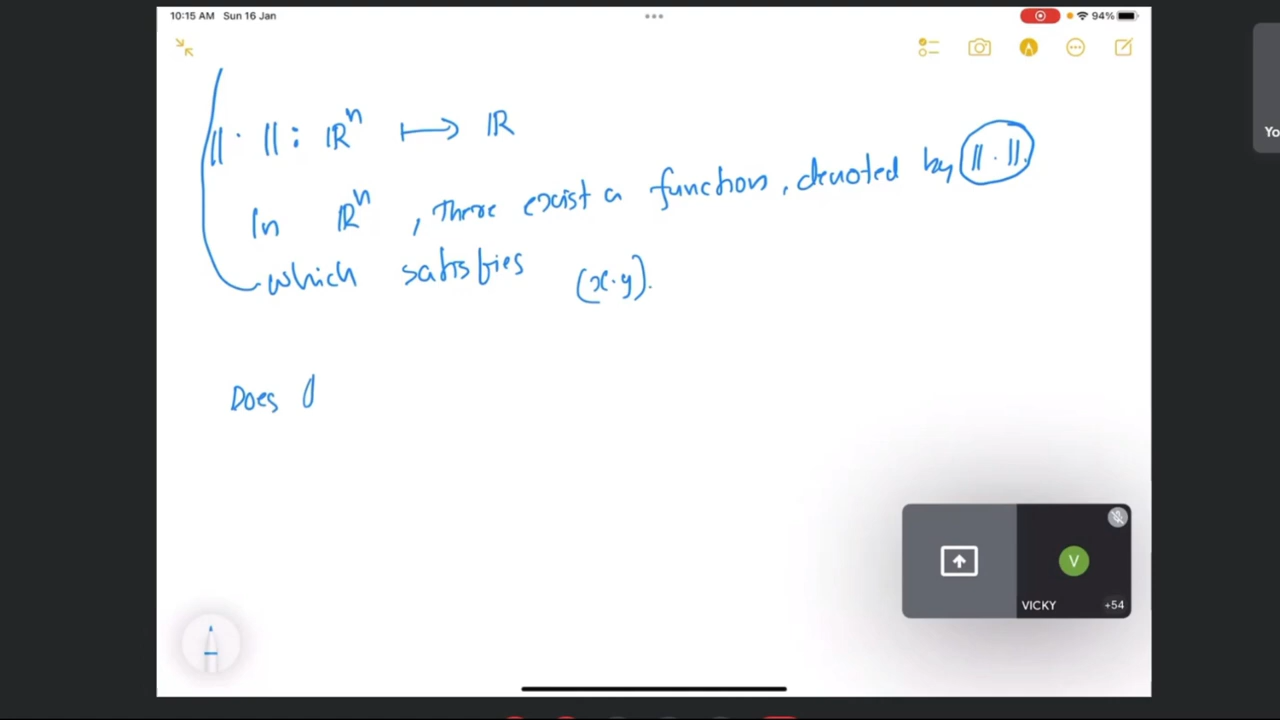 10:15 AM Sun 16 Jan
94%
|| · || : ℝⁿ ⟼ ℝ
In ℝⁿ, there exist a function, denoted by || · ||.
which satisfies (x·y).
Does
V
VICKY +54
Yo